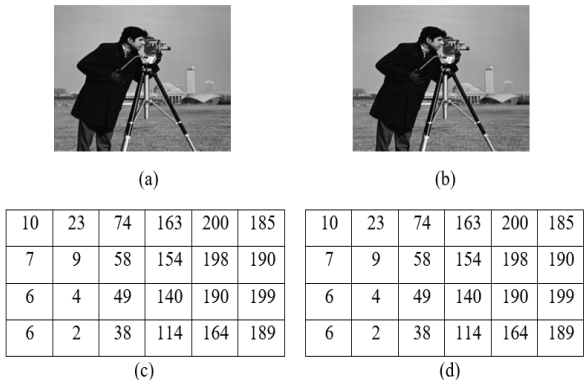 (a) (b)
10 23 74 163 200 185 10 23 74 163 200 185
7 9 58 154 198 190 7 9 58 154 198 190
6 4 49 140 190 199 6 4 49 140 190 199
6 2 38 114 164 189 6 2 38 114 164 189
(c) (d)